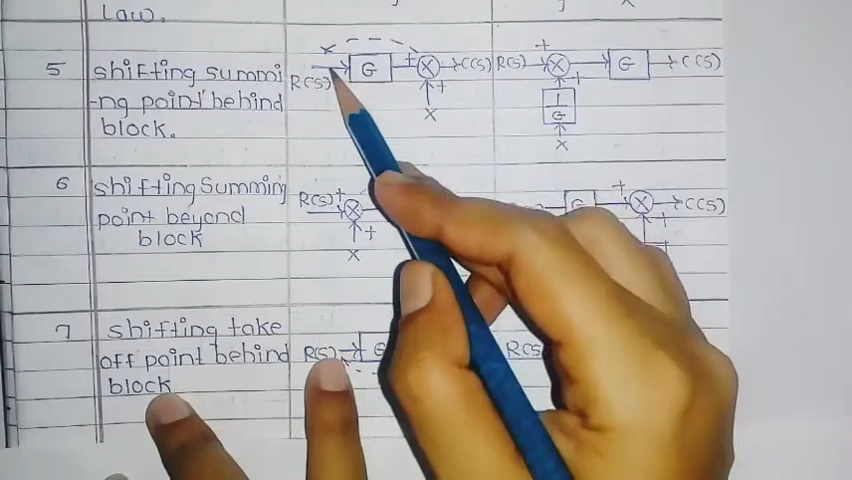 Law.
5 shifting summi R(S) G + C(S) R(S) + G C(S)
-ng point behind + X + 1/G
block. X
6 shifting Summing R(S) + G + C(S)
point beyond + +
block X
7 shifting take
off point behind R(S) G R(S)
block